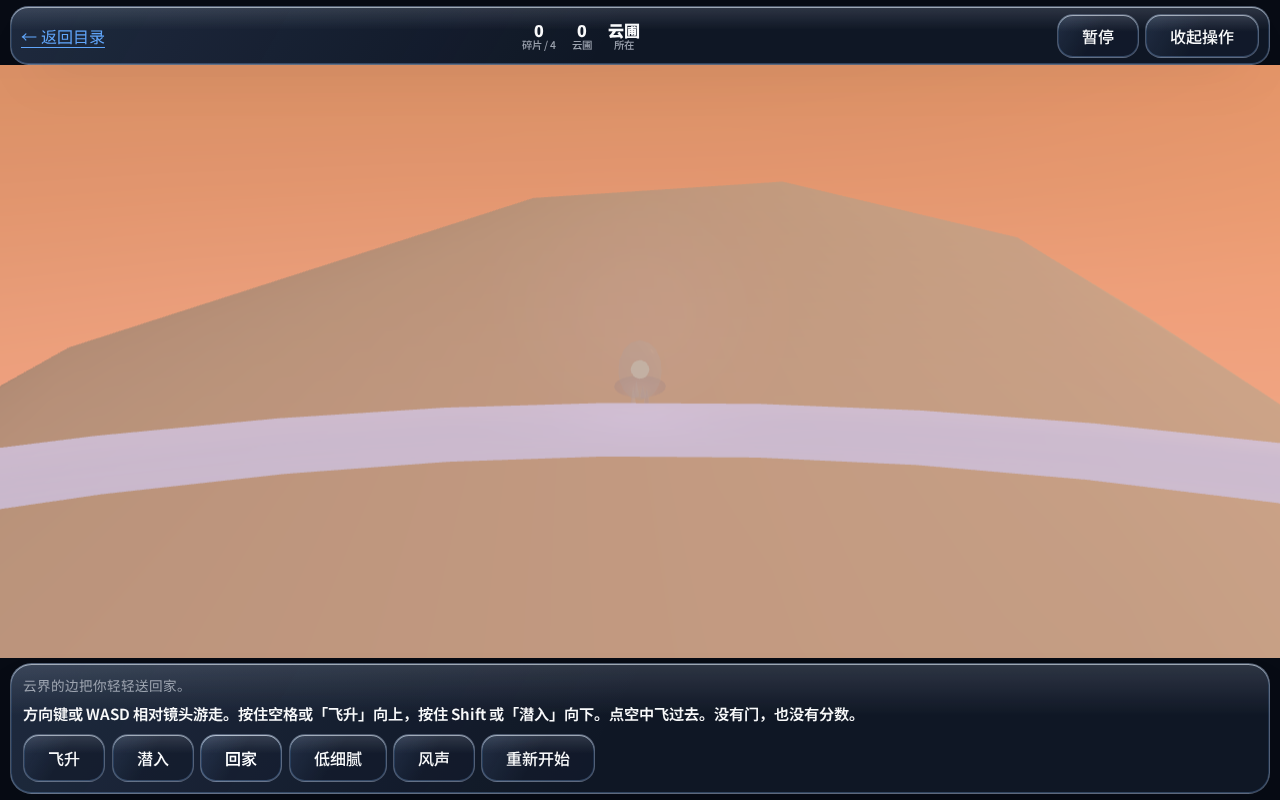 ← 返回目录
0
碎片 / 4
0
云圃
云圃
所在
暂停
收起操作
云界的边把你轻轻送回家。
方向键或 WASD 相对镜头游走。按住空格或「飞升」向上，按住 Shift 或「潜入」向下。点空中飞过去。没有门，也没有分数。
飞升
潜入
回家
低细腻
风声
重新开始